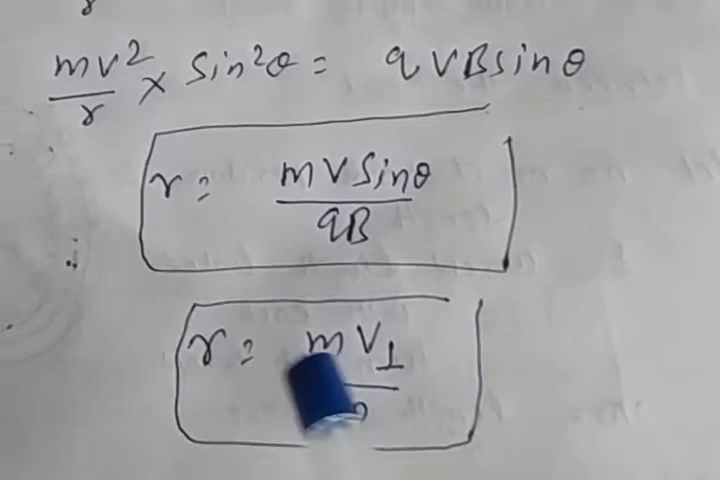 mv²/r × Sin²θ = qVBsinθ
r = mVSinθ/qB
∴
r = mV⊥